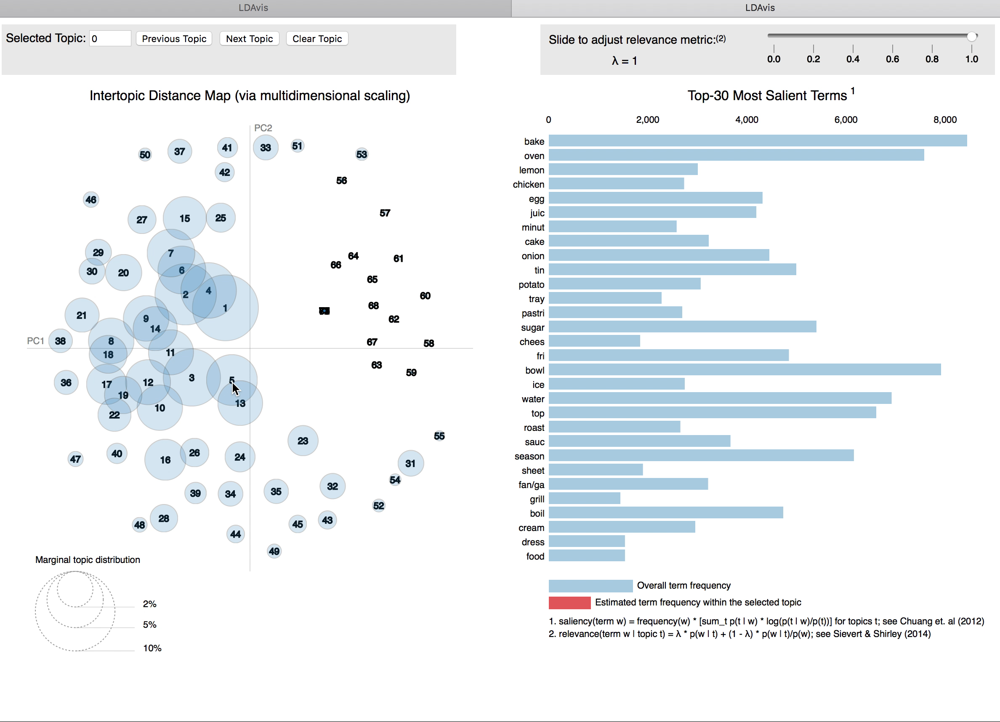 LDAvis
LDAvis
Selected Topic: 0 Previous Topic Next Topic Clear Topic
Slide to adjust relevance metric:(2)
λ = 1
0.0 0.2 0.4 0.6 0.8 1.0
Intertopic Distance Map (via multidimensional scaling)
PC2
50 37 41 33 51 53
42
56
46
57
27 15 25
29
7
64 61
66
30 20 6
65
2 4
60
1
68
21 9
62
14
PC1 38 8
67 58
18 11
63
59
36 17 12 3 5
19
10 13
22
55
23
47 40 16 26 24
31
54
39 34 35 32
52
48 28
45 43
44
49
Marginal topic distribution
2%
5%
10%
Top-30 Most Salient Terms 1
0 2,000 4,000 6,000 8,000
bake
oven
lemon
chicken
egg
juic
minut
cake
onion
tin
potato
tray
pastri
sugar
chees
fri
bowl
ice
water
top
roast
sauc
season
sheet
fan/ga
grill
boil
cream
dress
food
Overall term frequency
Estimated term frequency within the selected topic
1. saliency(term w) = frequency(w) * [sum_t p(t | w) * log(p(t | w)/p(t))] for topics t; see Chuang et. al (2012)
2. relevance(term w | topic t) = λ * p(w | t) + (1 - λ) * p(w | t)/p(w); see Sievert & Shirley (2014)